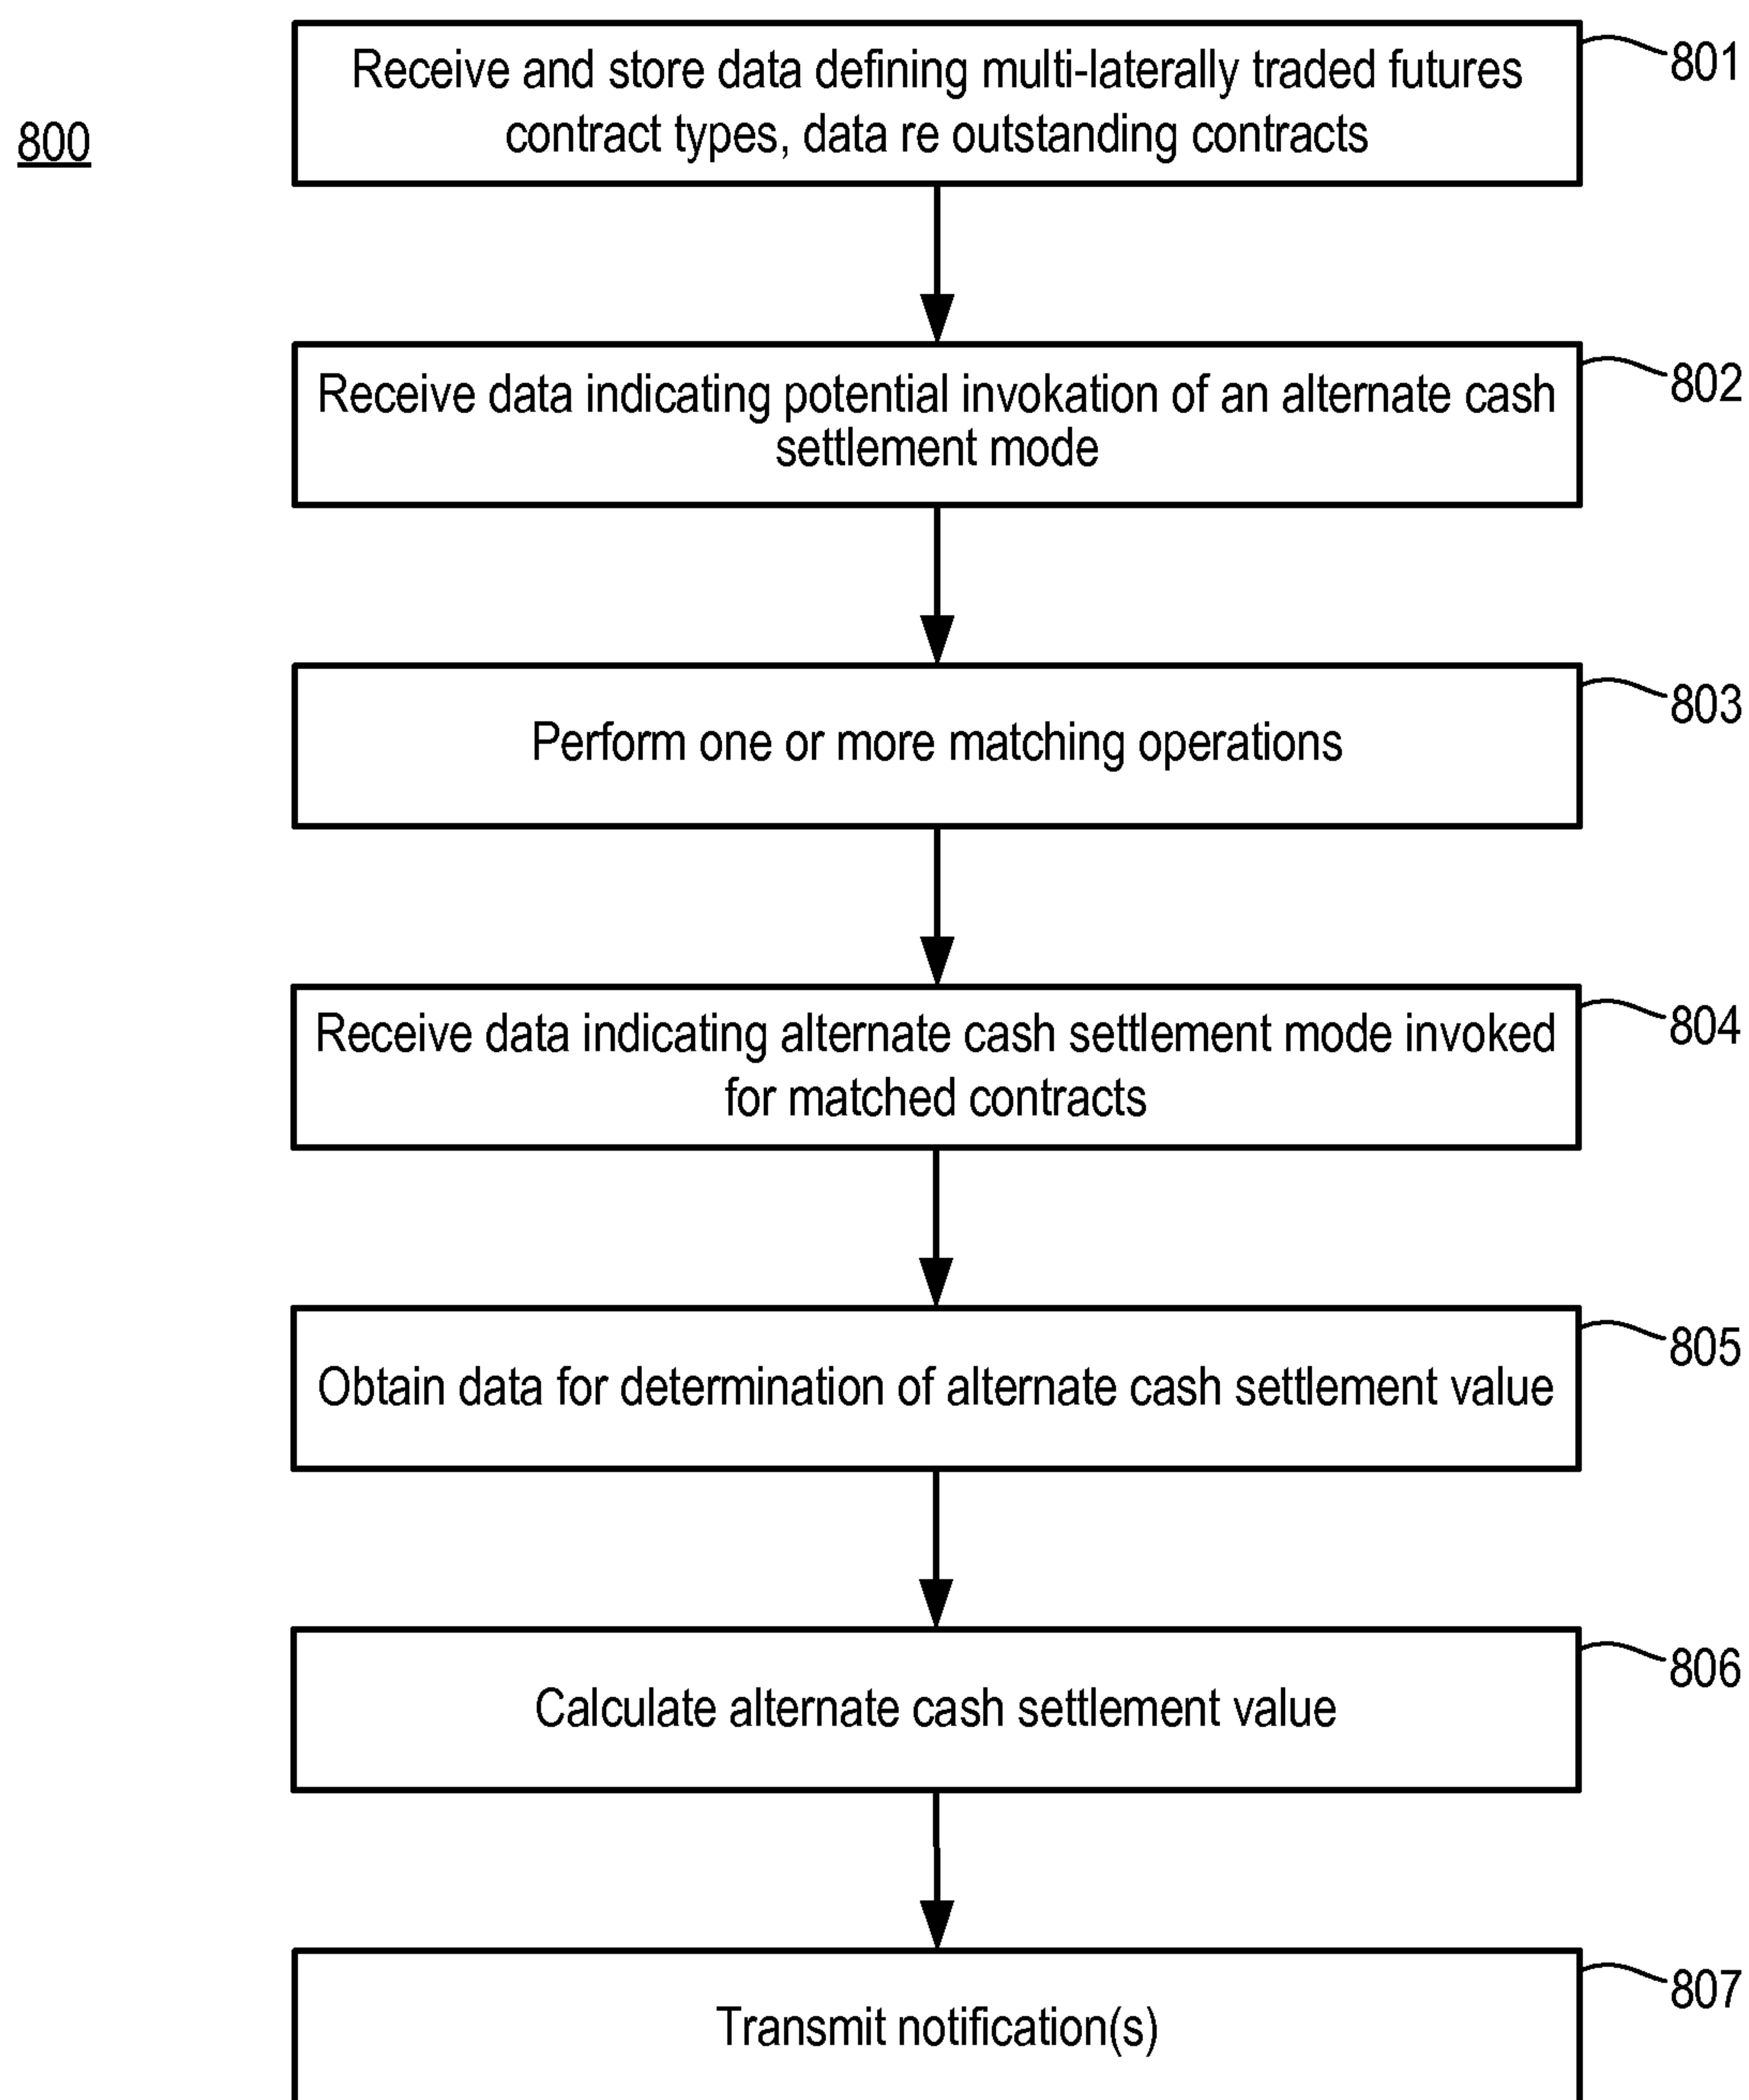 800
Receive and store data defining multi-laterally traded futures
contract types, data re outstanding contracts
801
Receive data indicating potential invokation of an alternate cash
settlement mode
802
Perform one or more matching operations
803
Receive data indicating alternate cash settlement mode invoked
for matched contracts
804
Obtain data for determination of alternate cash settlement value
805
Calculate alternate cash settlement value
806
Transmit notification(s)
807